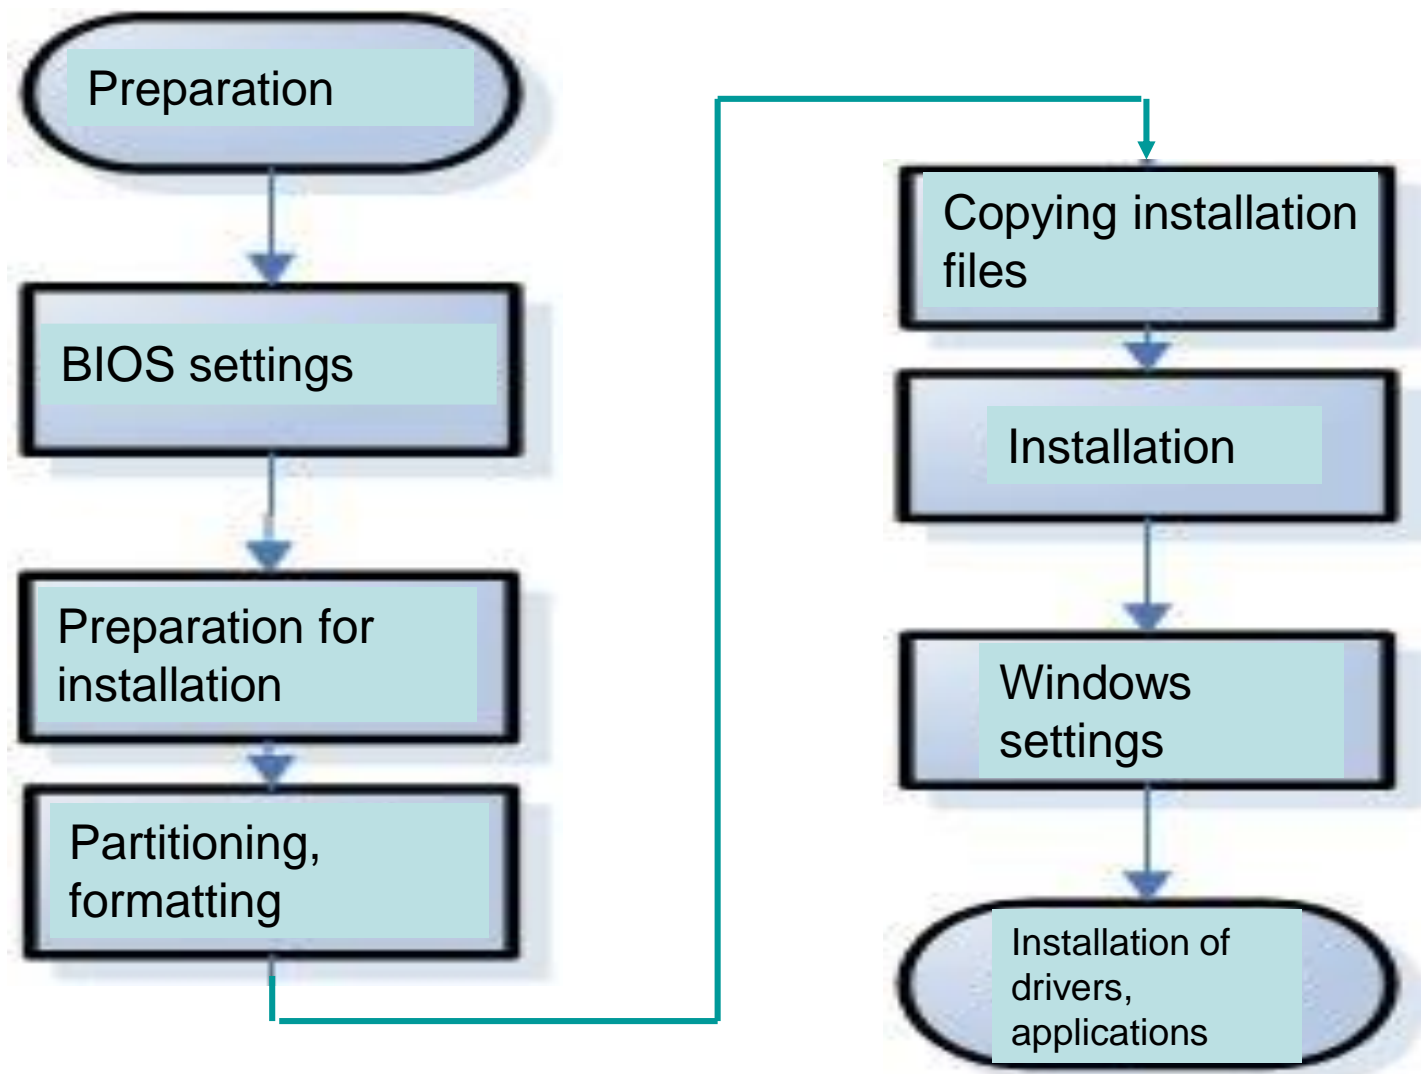 Preparation
BIOS settings
Preparation for
installation
Partitioning,
formatting
Copying installation
files
Installation
Windows
settings
Installation of
drivers,
applications